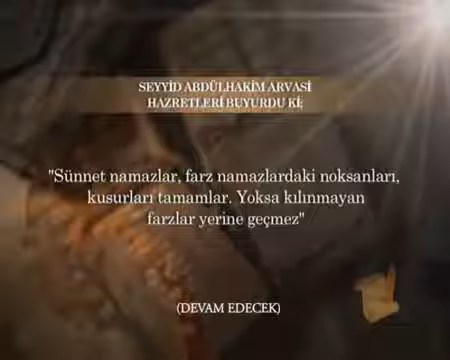 SEYYİD ABDÜLHAKİM ARVASİ
HAZRETLERİ BUYURDU Kİ;
"Sünnet namazlar, farz namazlardaki noksanları,
kusurları tamamlar. Yoksa kılınmayan
farzlar yerine geçmez"
(DEVAM EDECEK)